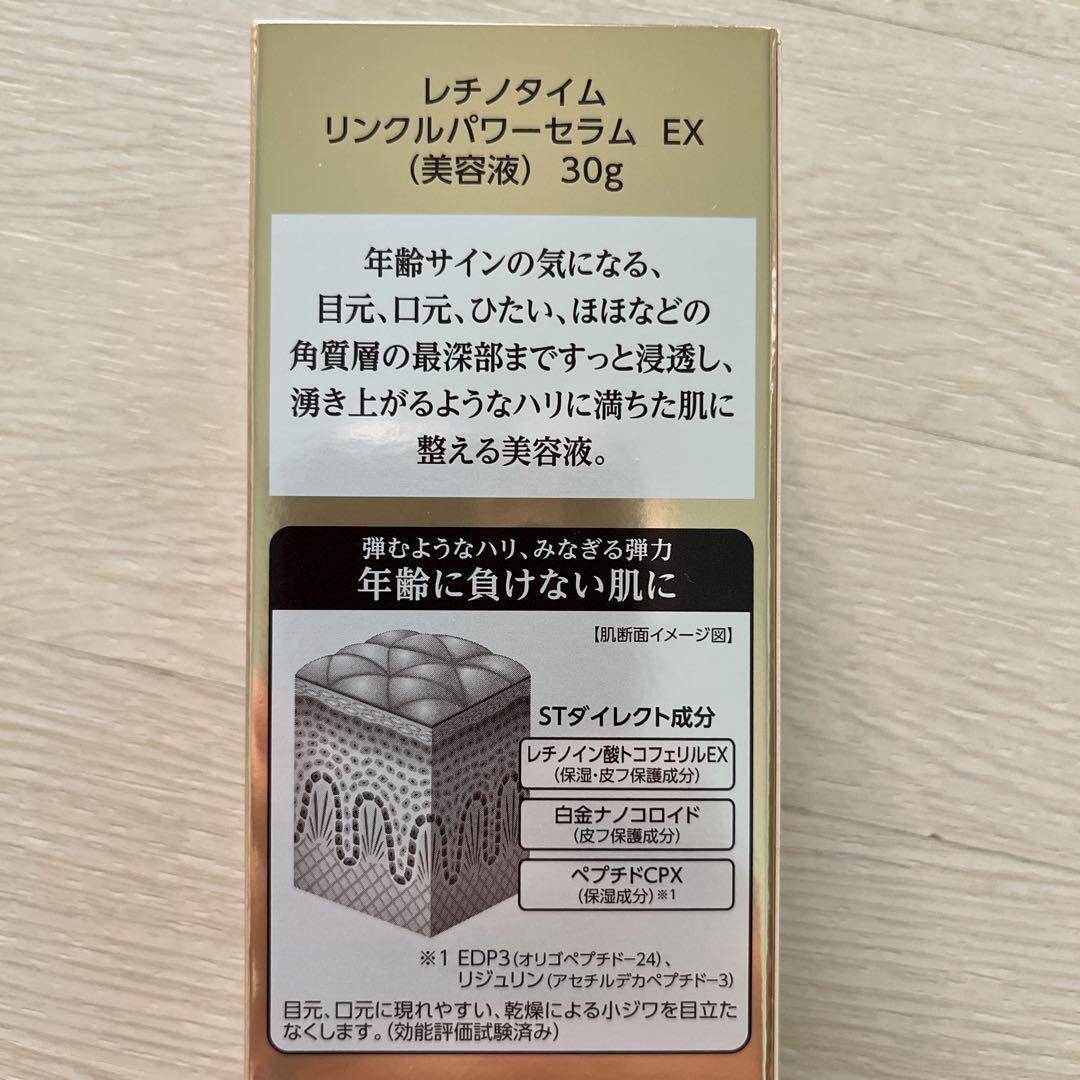 レチノタイム
リンクルパワーセラム EX
（美容液） 30g
年齢サインの気になる、
目元、口元、ひたい、ほほなどの
角質層の最深部まですっと浸透し、
湧き上がるようなハリに満ちた肌に
整える美容液。
弾むようなハリ、みなぎる弾力
年齢に負けない肌に
【肌断面イメージ図】
STダイレクト成分
レチノイン酸トコフェリルEX
（保湿・皮フ保護成分）
白金ナノコロイド
（皮フ保護成分）
ペプチドCPX
（保湿成分）※1
※1 EDP3（オリゴペプチド-24）、
リジュリン（アセチルデカペプチド-3）
目元、口元に現れやすい、乾燥による小ジワを目立た
なくします。（効能評価試験済み）